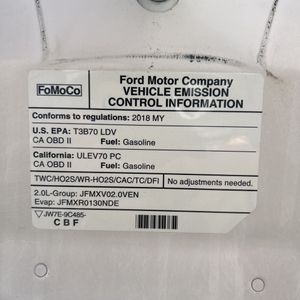 FoMoCo
Ford Motor Company
VEHICLE EMISSION
CONTROL INFORMATION
Conforms to regulations: 2018 MY
U.S. EPA: T3B70 LDV
CA OBD II Fuel: Gasoline
California: ULEV70 PC
CA OBD II Fuel: Gasoline
TWC/HO2S/WR-HO2S/CAC/TC/DFI No adjustments needed.
2.0L-Group: JFMXV02.0VEN
Evap: JFMXR0130NDE
JW7E-9C485-
CBF